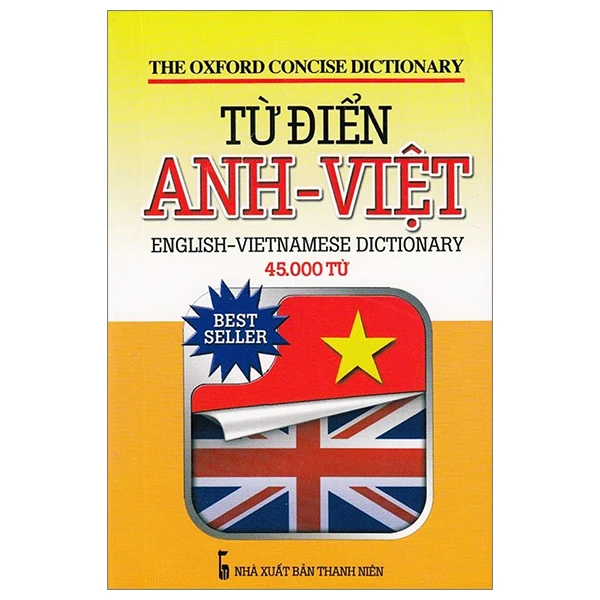 THE OXFORD CONCISE DICTIONARY
TỪ ĐIỂN
ANH-VIỆT
ENGLISH-VIETNAMESE DICTIONARY
45.000 TỪ
BEST
SELLER
NHÀ XUẤT BẢN THANH NIÊN